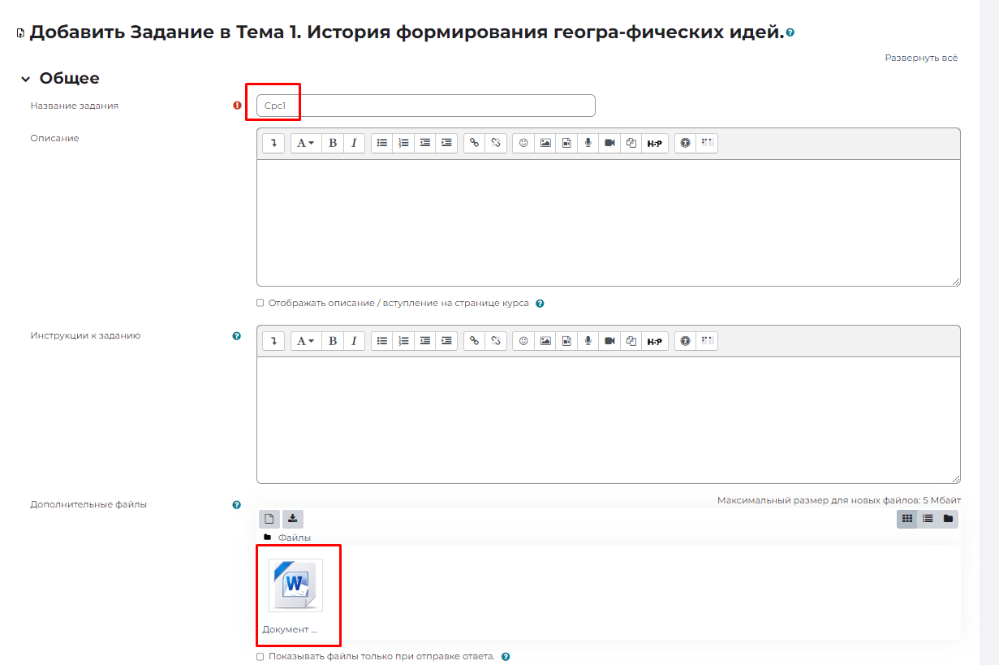 Добавить Задание в Тема 1. История формирования геогра-фических идей.
Развернуть всё
Общее
Название задания
Срс1
Описание
A B I
H5P
Отображать описание / вступление на странице курса
Инструкции к заданию
A B I
H5P
Дополнительные файлы
Максимальный размер для новых файлов: 5 Мбайт
Файлы
W
Документ ...
Показывать файлы только при отправке ответа.